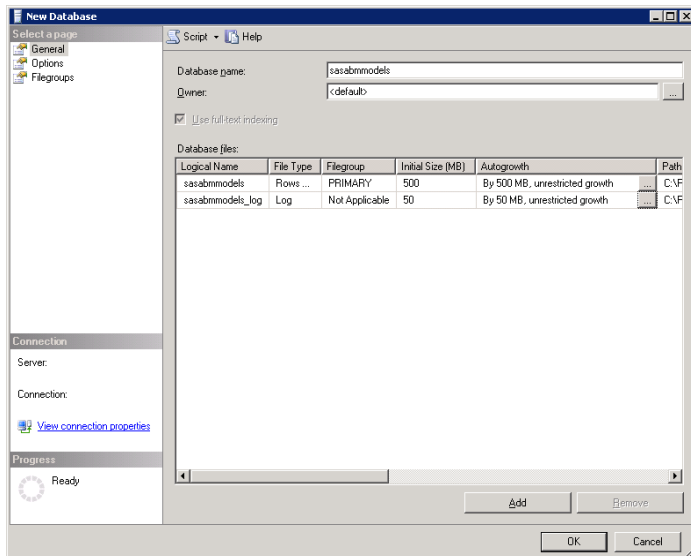 New Database
Select a page
General
Options
Filegroups
Script Help
Database name: sasabmmodels
Owner: <default> ...
Use full-text indexing
Database files:
Logical Name File Type Filegroup Initial Size (MB) Autogrowth Path
sasabmmodels Rows ... PRIMARY 500 By 500 MB, unrestricted growth ... C:\F
sasabmmodels_log Log Not Applicable 50 By 50 MB, unrestricted growth ... C:\F
Connection
Server:
Connection:
View connection properties
Progress
Ready
Add Remove
OK Cancel